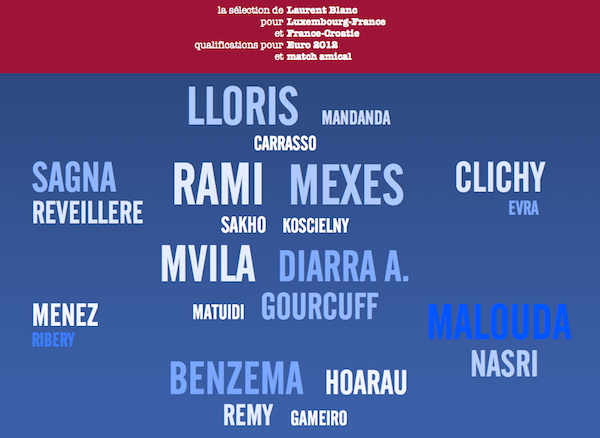 la sélection de Laurent Blanc
pour Luxembourg-France
et France-Croatie
qualifications pour Euro 2012
et match amical
LLORIS MANDANDA
CARRASSO
SAGNA RAMI MEXES CLICHY
REVEILLERE EVRA
SAKHO KOSCIELNY
MVILA DIARRA A.
MATUIDI GOURCUFF
MENEZ MALOUDA
RIBERY
NASRI
BENZEMA HOARAU
REMY GAMEIRO